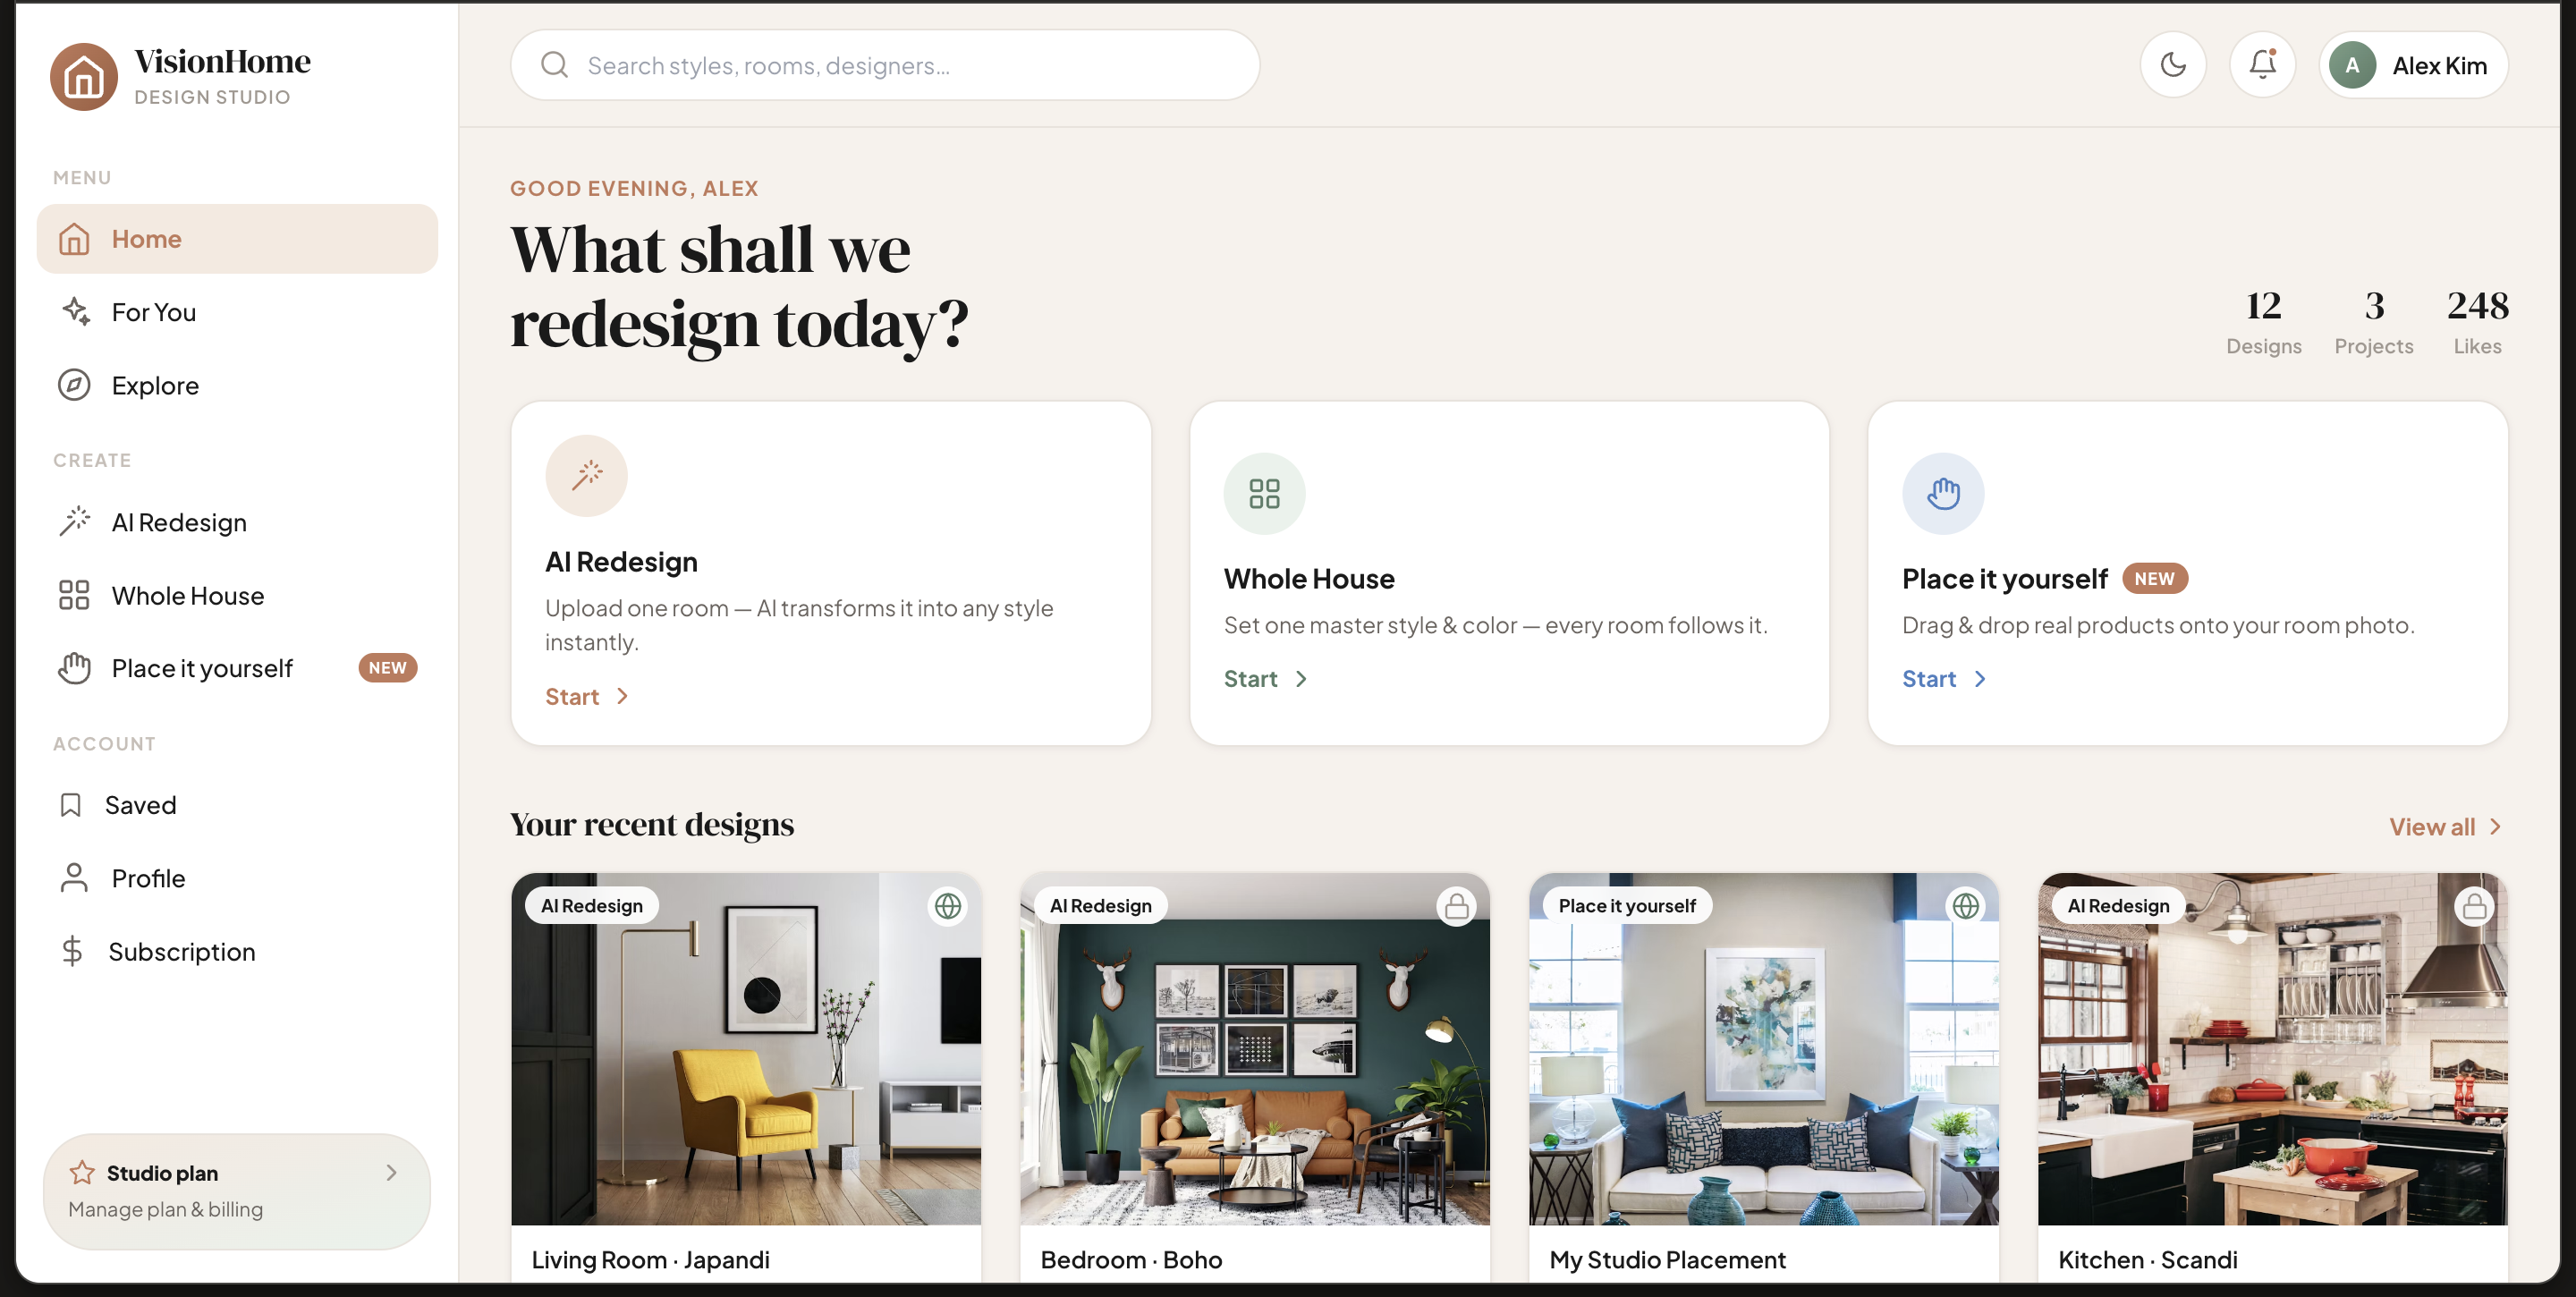 VisionHome
DESIGN STUDIO
MENU
Home
For You
Explore
CREATE
AI Redesign
Whole House
Place it yourself NEW
ACCOUNT
Saved
Profile
Subscription
Studio plan
Manage plan & billing
Search styles, rooms, designers...
A Alex Kim
GOOD EVENING, ALEX
What shall we
redesign today?
12 3 248
Designs Projects Likes
AI Redesign
Upload one room — AI transforms it into any style
instantly.
Start
Whole House
Set one master style & color — every room follows it.
Start
Place it yourself NEW
Drag & drop real products onto your room photo.
Start
Your recent designs
View all
AI Redesign
Living Room · Japandi
AI Redesign
Bedroom · Boho
Place it yourself
My Studio Placement
AI Redesign
Kitchen · Scandi